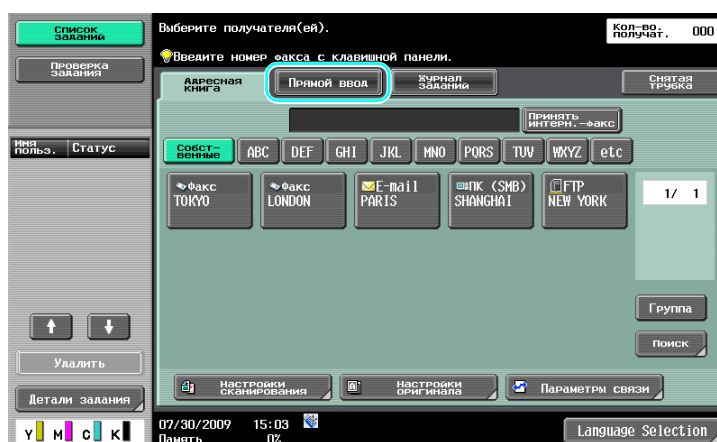 Список
заданий
Проверка
задания
Имя
польз.
Статус
Удалить
Детали задания
Y M C K
Выберите получателя(ей).
Кол-во.
получат.
000
Введите номер факса с клавишной панели.
Адресная
книга
Прямой ввод
Журнал
заданий
Снятая
трубка
Принять
интерн.-факс
Собст-
венные
ABC
DEF
GHI
JKL
MNO
PQRS
TUV
WXYZ
etc
Факс
TOKYO
Факс
LONDON
E-mail
PARIS
ПК (SMB)
SHANGHAI
FTP
NEW YORK
1/ 1
Группа
Поиск
Настройки
сканирования
Настройки
оригинала
Параметры связи
07/30/2009 15:03
Память 0%
Language Selection